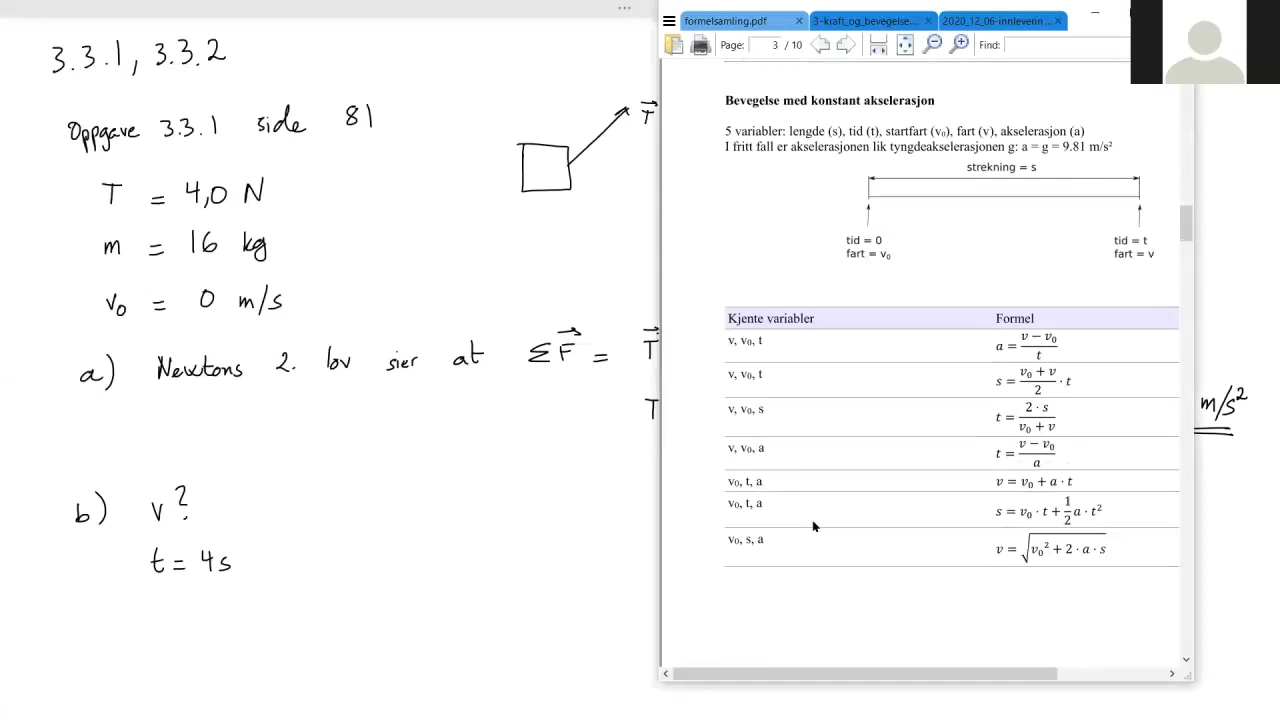 3.3.1, 3.3.2
Oppgave 3.3.1 side 81
T = 4,0 N
m = 16 kg
v₀ = 0 m/s
a) Newtons 2. lov sier at ΣF⃗ = T⃗
T
b) v?
t = 4s
T⃗
m/s²
formelsamling.pdf × 3-kraft_og_bevegelse... × 2020_12_06-innleverin... ×
Page: 3 / 10 Find:
Bevegelse med konstant akselerasjon
5 variabler: lengde (s), tid (t), startfart (v₀), fart (v), akselerasjon (a)
I fritt fall er akselerasjonen lik tyngdeakselerasjonen g: a = g = 9.81 m/s²
strekning = s
tid = 0 tid = t
fart = v₀ fart = v
Kjente variabler Formel
v, v₀, t a = (v − v₀)/t
v, v₀, t s = (v₀ + v)/2 · t
v, v₀, s t = (2 · s)/(v₀ + v)
v, v₀, a t = (v − v₀)/a
v₀, t, a v = v₀ + a · t
v₀, t, a s = v₀ · t + 1/2 a · t²
v₀, s, a v = √(v₀² + 2 · a · s)